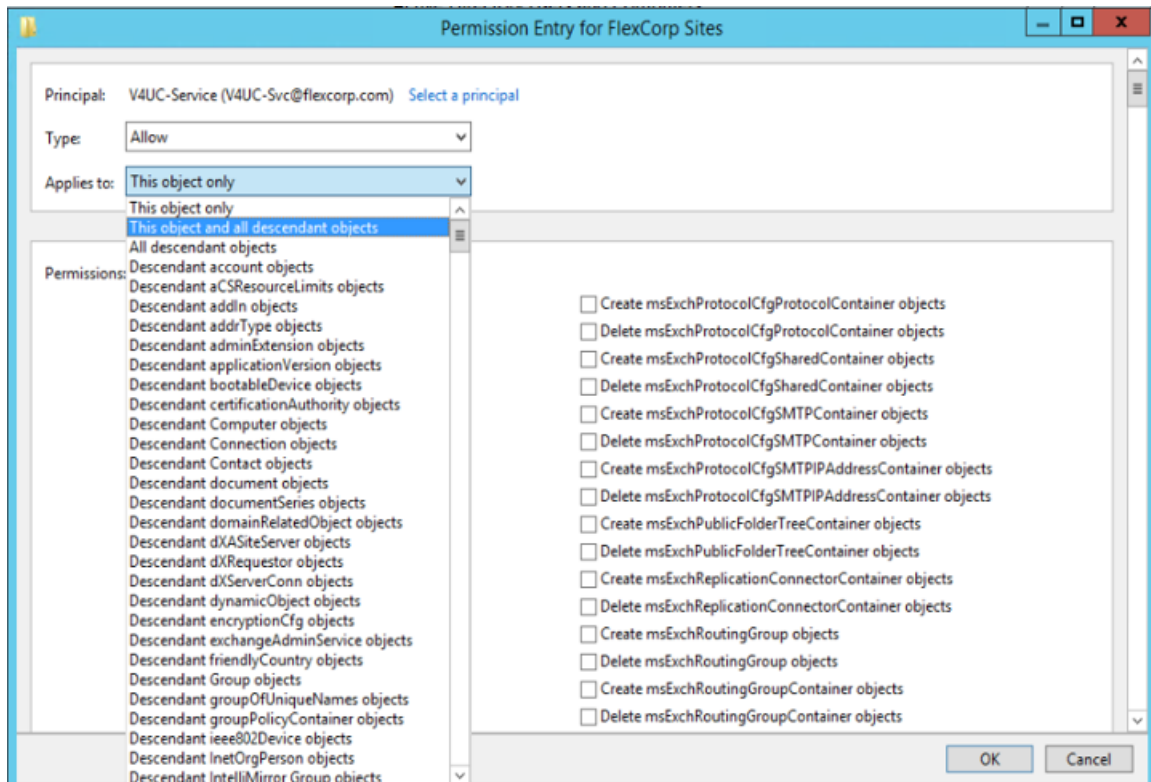 Permission Entry for FlexCorp Sites
Principal: V4UC-Service (V4UC-Svc@flexcorp.com) Select a principal
Type: Allow
Applies to: This object only
This object only
This object and all descendant objects
All descendant objects
Descendant account objects
Permissions:
Descendant aCSResourceLimits objects
Descendant addIn objects
Descendant addrType objects
Descendant adminExtension objects
Descendant applicationVersion objects
Descendant bootableDevice objects
Descendant certificationAuthority objects
Descendant Computer objects
Descendant Connection objects
Descendant Contact objects
Descendant document objects
Descendant documentSeries objects
Descendant domainRelatedObject objects
Descendant dXASiteServer objects
Descendant dXRequestor objects
Descendant dXServerConn objects
Descendant dynamicObject objects
Descendant encryptionCfg objects
Descendant exchangeAdminService objects
Descendant friendlyCountry objects
Descendant Group objects
Descendant groupOfUniqueNames objects
Descendant groupPolicyContainer objects
Descendant ieee802Device objects
Descendant InetOrgPerson objects
Descendant IntelliMirror Group objects
Create msExchProtocolCfgProtocolContainer objects
Delete msExchProtocolCfgProtocolContainer objects
Create msExchProtocolCfgSharedContainer objects
Delete msExchProtocolCfgSharedContainer objects
Create msExchProtocolCfgSMTPContainer objects
Delete msExchProtocolCfgSMTPContainer objects
Create msExchProtocolCfgSMTPIPAddressContainer objects
Delete msExchProtocolCfgSMTPIPAddressContainer objects
Create msExchPublicFolderTreeContainer objects
Delete msExchPublicFolderTreeContainer objects
Create msExchReplicationConnectorContainer objects
Delete msExchReplicationConnectorContainer objects
Create msExchRoutingGroup objects
Delete msExchRoutingGroup objects
Create msExchRoutingGroupContainer objects
Delete msExchRoutingGroupContainer objects
OK Cancel